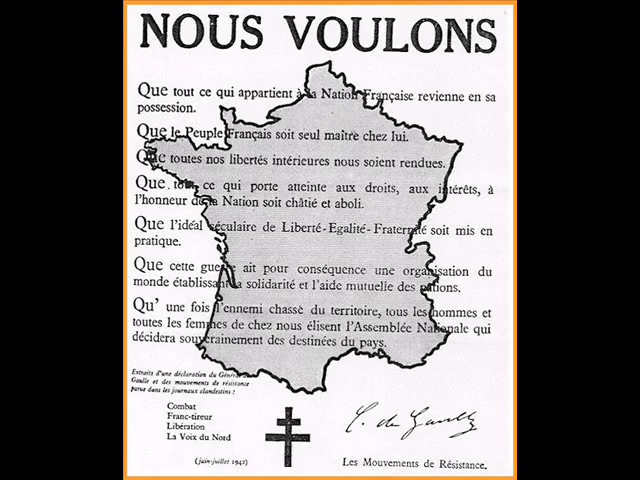 NOUS VOULONS
Que tout ce qui appartient à la Nation Française revienne en sa
possession.
Que le Peuple Français soit seul maître chez lui.
Que toutes nos libertés intérieures nous soient rendues.
Que tout ce qui porte atteinte aux droits, aux intérêts, à
l'honneur de la Nation soit châtié et aboli.
Que l'idéal séculaire de Liberté-Egalité-Fraternité soit mis en
pratique.
Que cette guerre ait pour conséquence une organisation du
monde établissant la solidarité et l'aide mutuelle des nations.
Qu' une fois l'ennemi chassè du territoire, tous les hommes et
toutes les femmes de chez nous élisent l'Assemblée Nationale qui
décidera souverainement des destinées du pays.
Extraits d'une déclaration du Général de
Gaulle et des mouvements de résistance
parue dans les journaux clandestins :
Combat
Franc-tireur
Libération
La Voix du Nord
(juin-juillet 1942)
C. de Gaulle
Les Mouvements de Résistance.